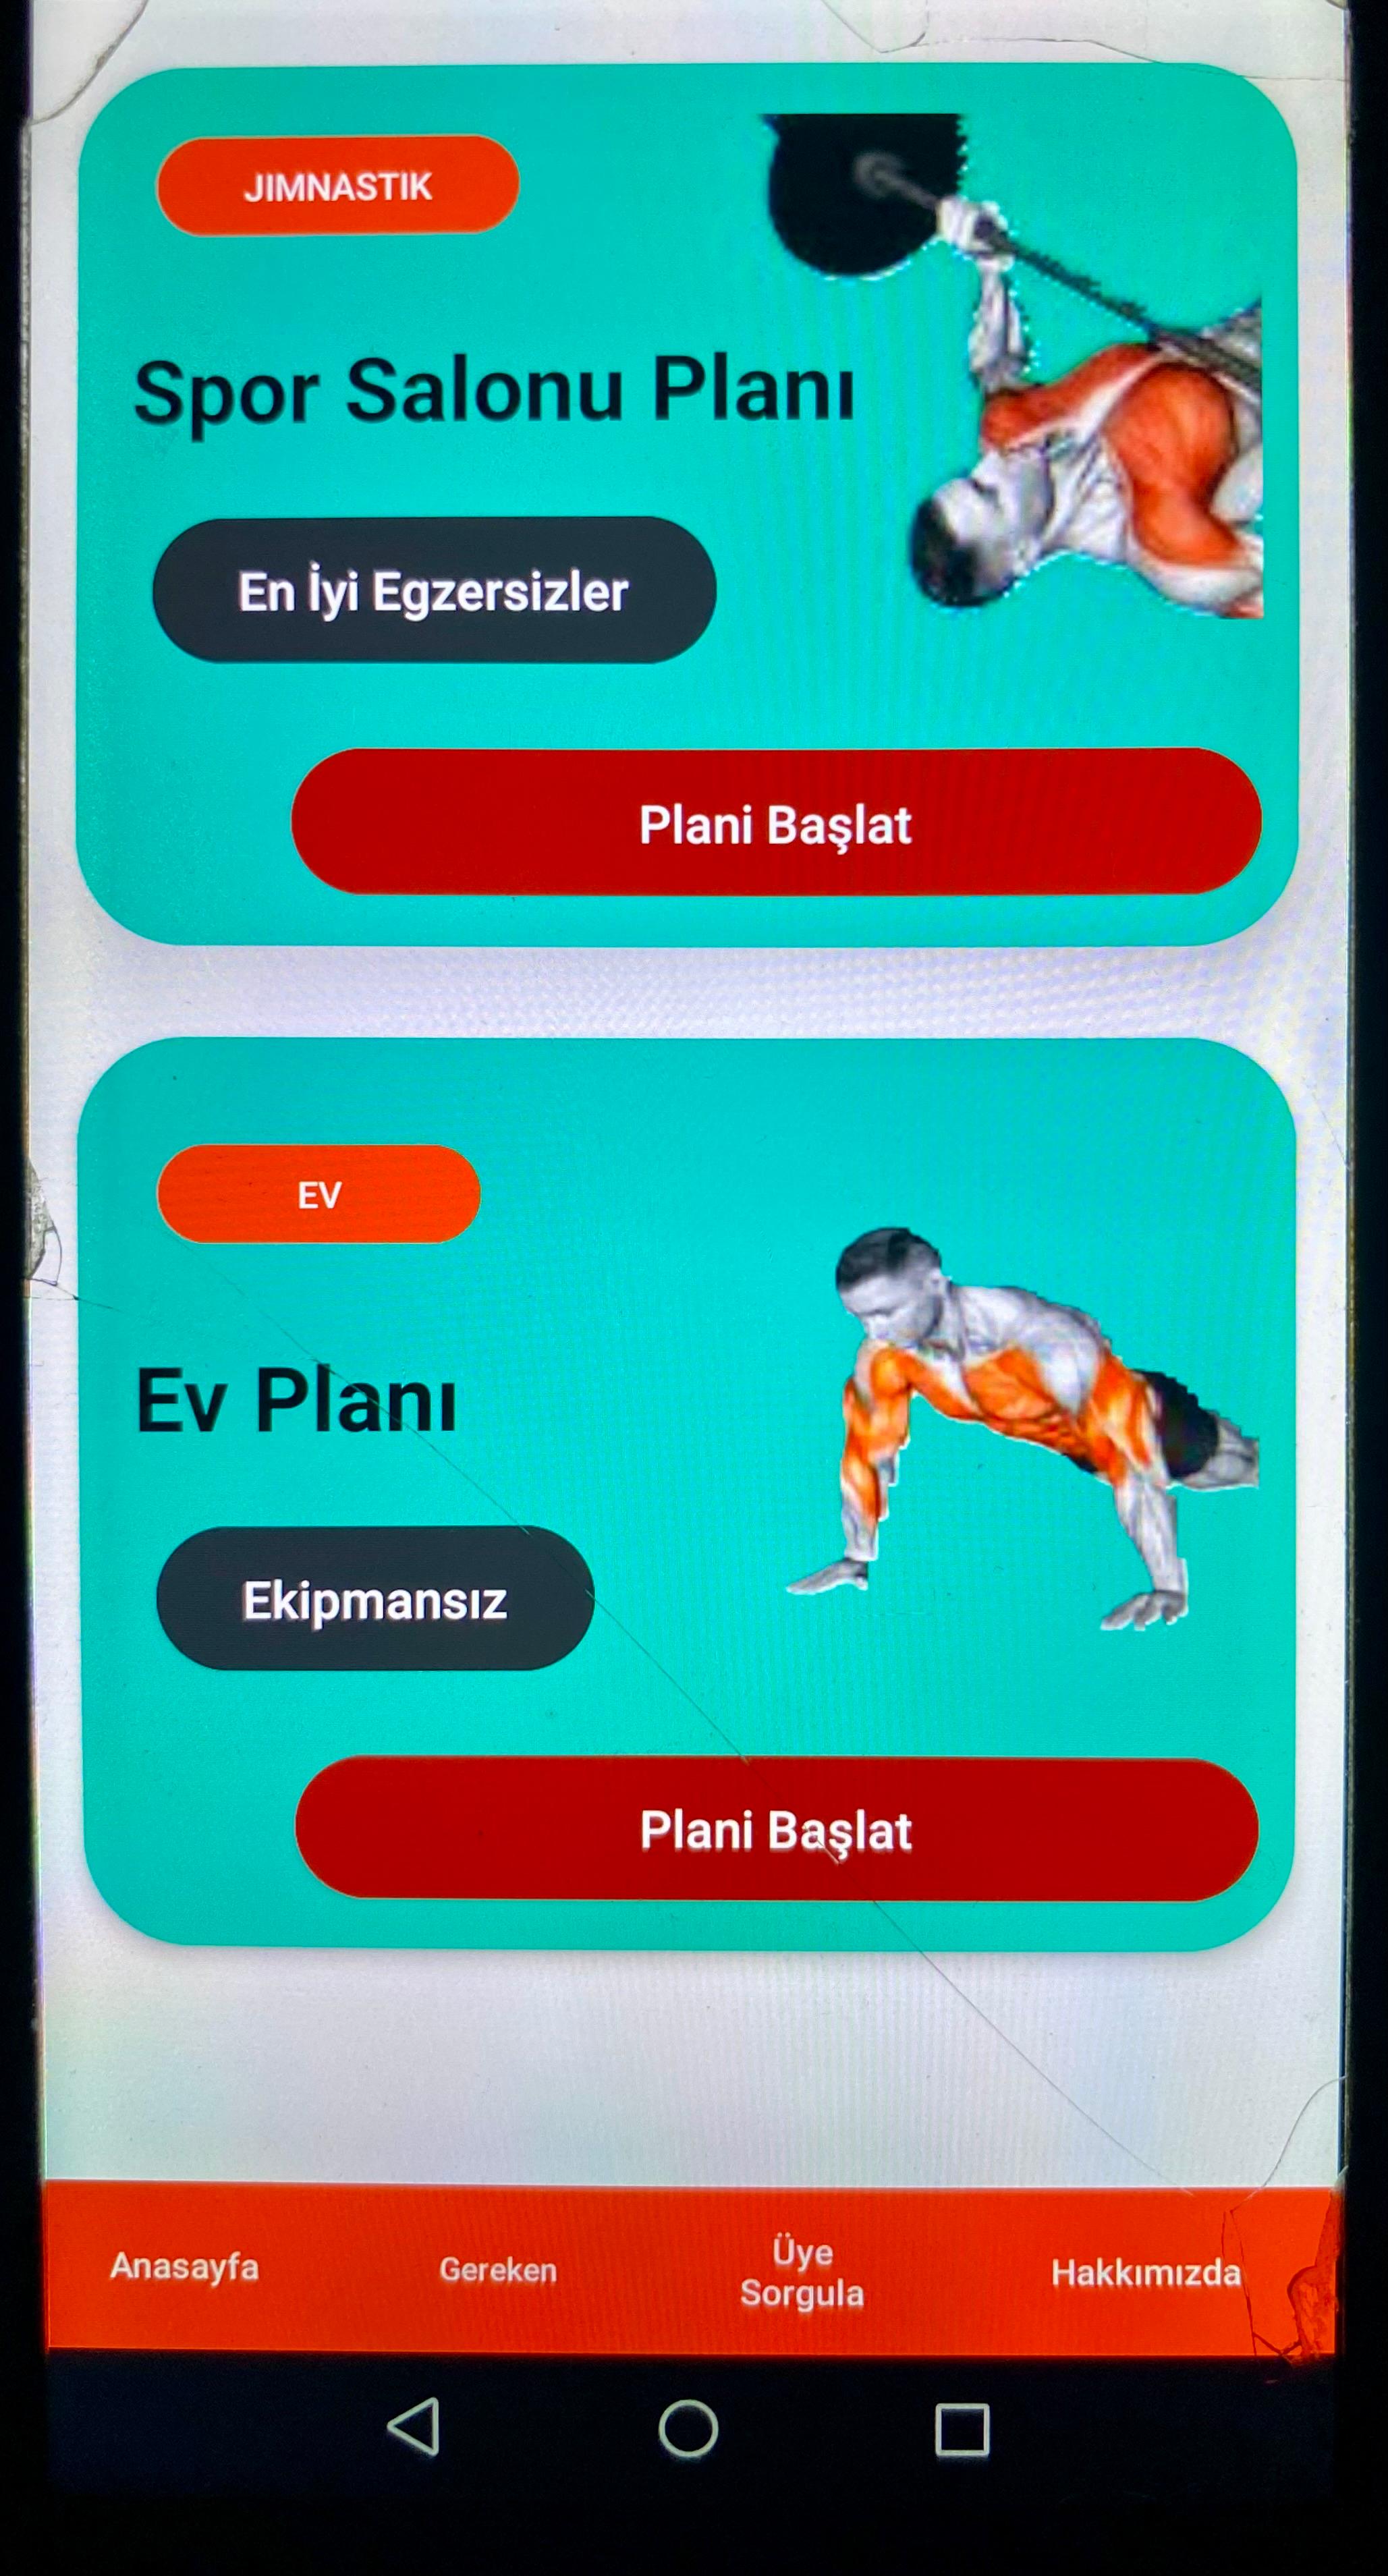 JIMNASTIK
Spor Salonu Planı
En İyi Egzersizler
Plani Başlat
EV
Ev Planı
Ekipmansız
Plani Başlat
Anasayfa
Gereken
Üye
Sorgula
Hakkımızda